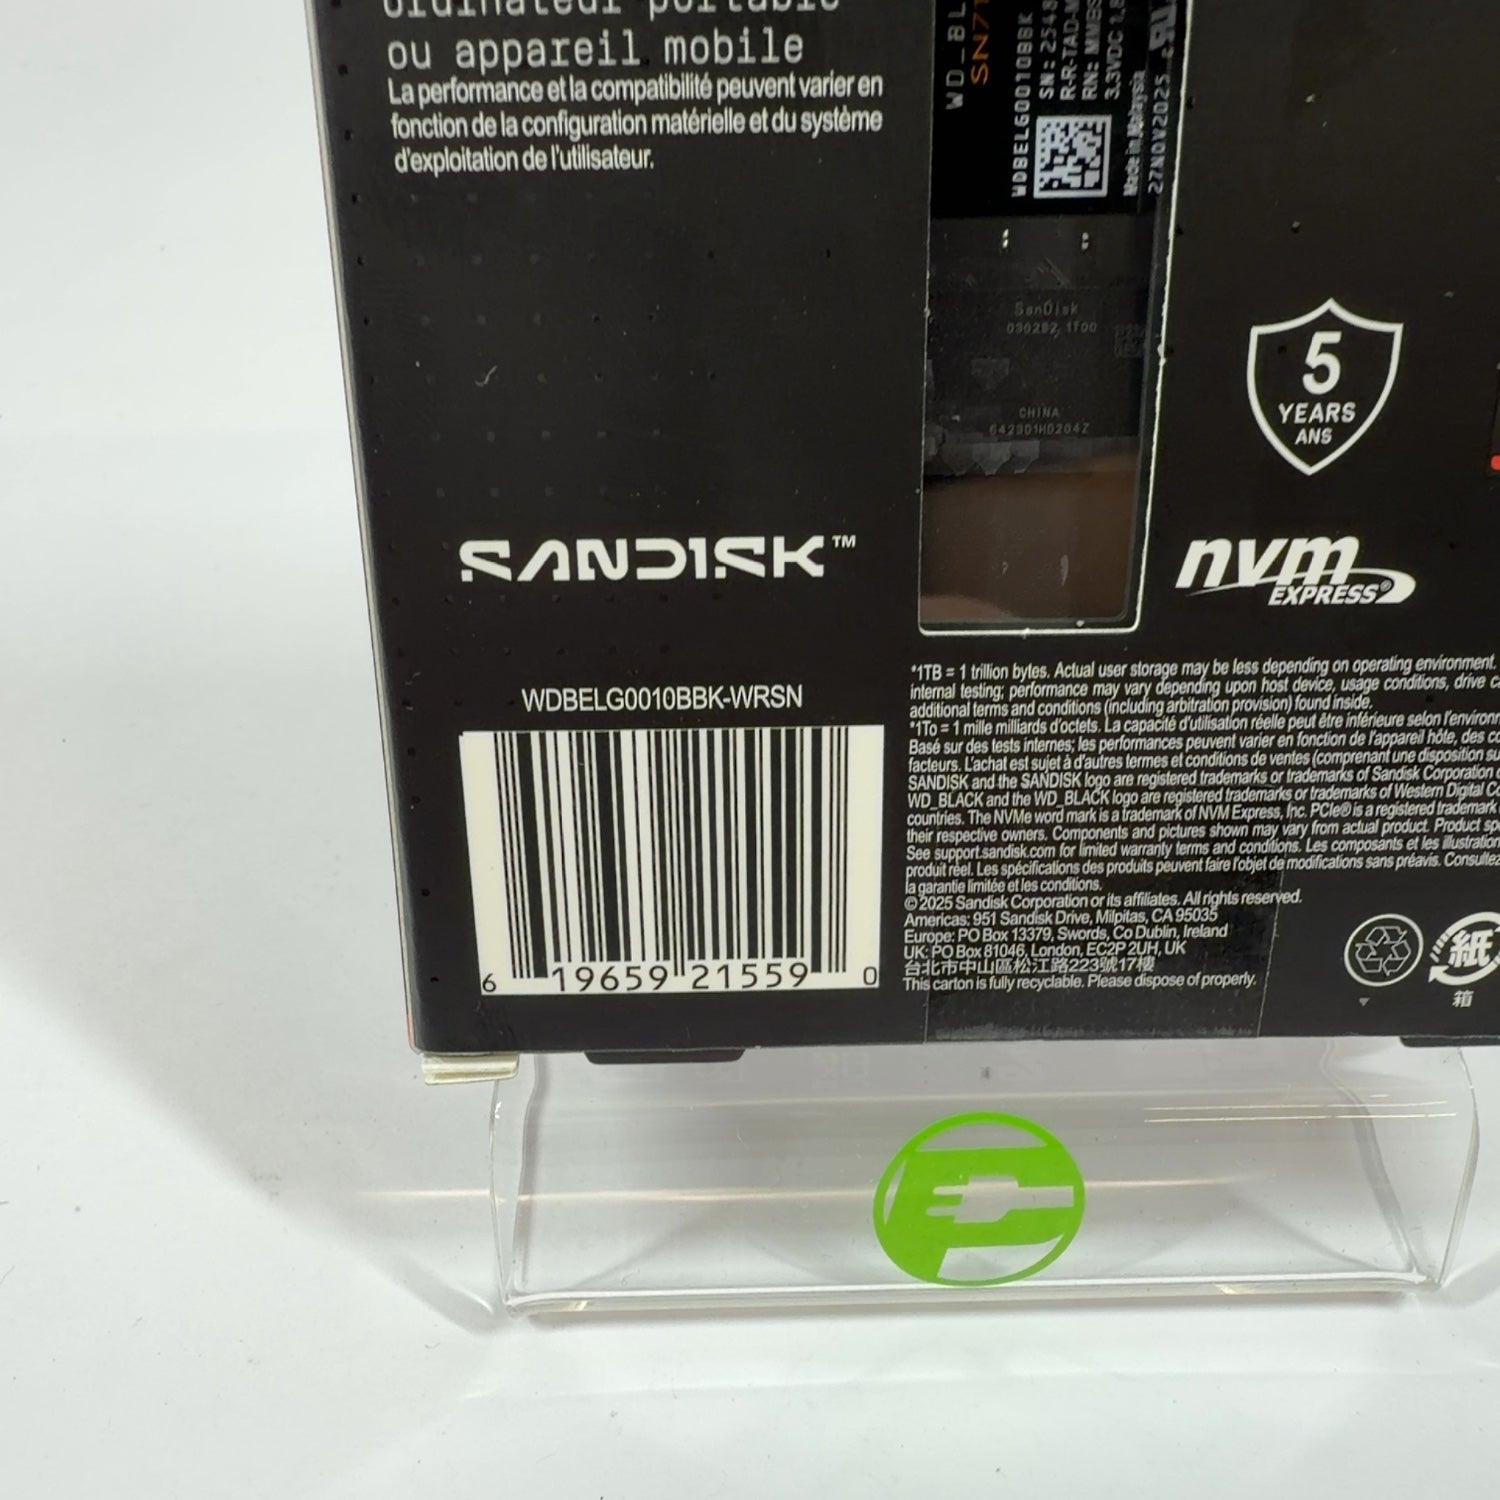 ordinateur portable
ou appareil mobile
La performance et la compatibilité peuvent varier en
fonction de la configuration matérielle et du système
d'exploitation de l'utilisateur.
WD_BL
SN71
WDBELG0010BBK
SN: 2548
R-R-TAD-M
RN: MMES
3.3VDC 1.8
Made in Malaysia
27NOV2025
SanDisk
030292, 1T00
CHINA
5
YEARS
ANS
SANDISK™
nvm
EXPRESS®
WDBELG0010BBK-WRSN
6 19659 21559 0
*1TB = 1 trillion bytes. Actual user storage may be less depending on operating environment.
internal testing; performance may vary depending upon host device, usage conditions, drive
additional terms and conditions (including arbitration provision) found inside.
*1To = 1 mille milliards d'octets. La capacité d'utilisation réelle peut être inférieure selon l'environn
Basé sur des tests internes; les performances peuvent varier en fonction de l'appareil hôte, des
facteurs. L'achat est sujet à d'autres termes et conditions de ventes (comprenant une disposition
SANDISK and the SANDISK logo are registered trademarks or trademarks of Sandisk Corporation
WD_BLACK and the WD_BLACK logo are registered trademarks or trademarks of Western Digital
countries. The NVMe word mark is a trademark of NVM Express, Inc. PCIe® is a registered trademark
their respective owners. Components and pictures shown may vary from actual product. Product
See support.sandisk.com for limited warranty terms and conditions. Les composants et les illustration
produit réel. Les spécifications des produits peuvent faire l'objet de modifications sans préavis. Consultez
la garantie limitée et les conditions.
© 2025 Sandisk Corporation or its affiliates. All rights reserved.
Americas: 951 Sandisk Drive, Milpitas, CA 95035
Europe: PO Box 13379, Swords, Co Dublin, Ireland
UK: PO Box 81046, London, EC2P 2UH, UK
台北市中山區松江路223號17樓
This carton is fully recyclable. Please dispose of properly.
紙
箱